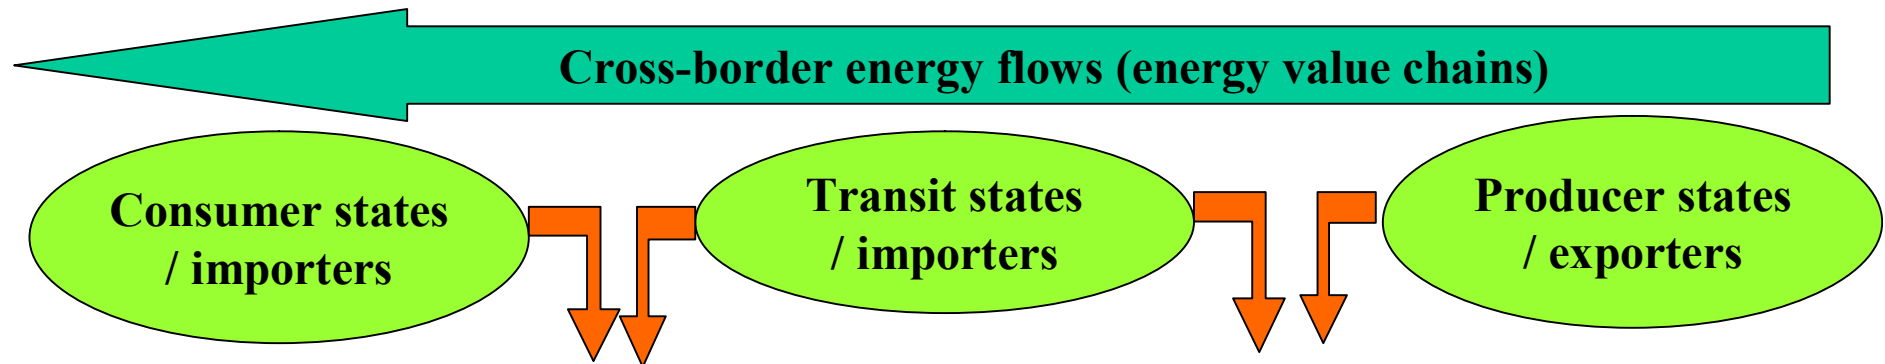 Cross-border energy flows (energy value chains)
Consumer states
/ importers
Transit states
/ importers
Producer states
/ exporters